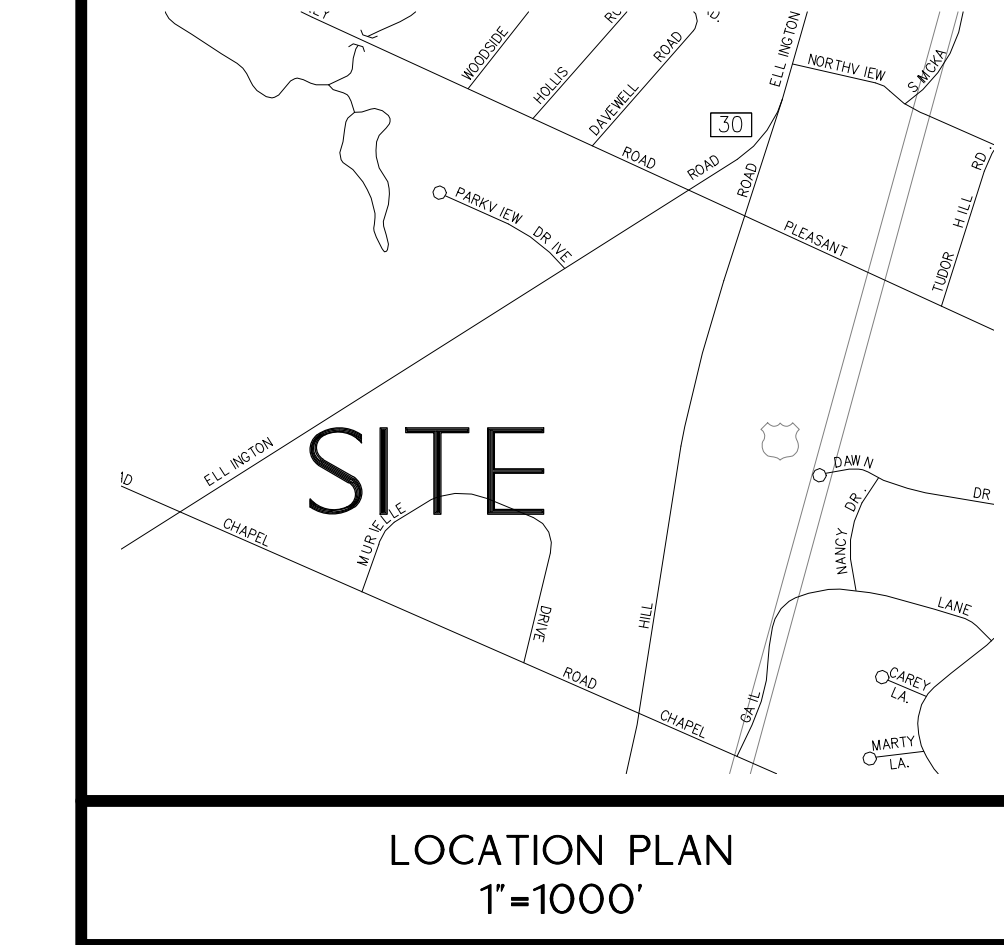 WOODSIDE
HOLLIS
DAVEWELL ROAD
ELLINGTON
NORTHVIEW
30
ROAD
ROAD
ROAD
RD.
HILL
TUDOR
PARKVIEW DRIVE
PLEASANT
ELLINGTON
SITE
DAWN
DR
NANCY DR.
CHAPEL
MURIELLE
DRIVE
HILL
LANE
ROAD
CAREY
LA.
GAIL
CHAPEL
MARTY
LA.
LOCATION PLAN
1"=1000'